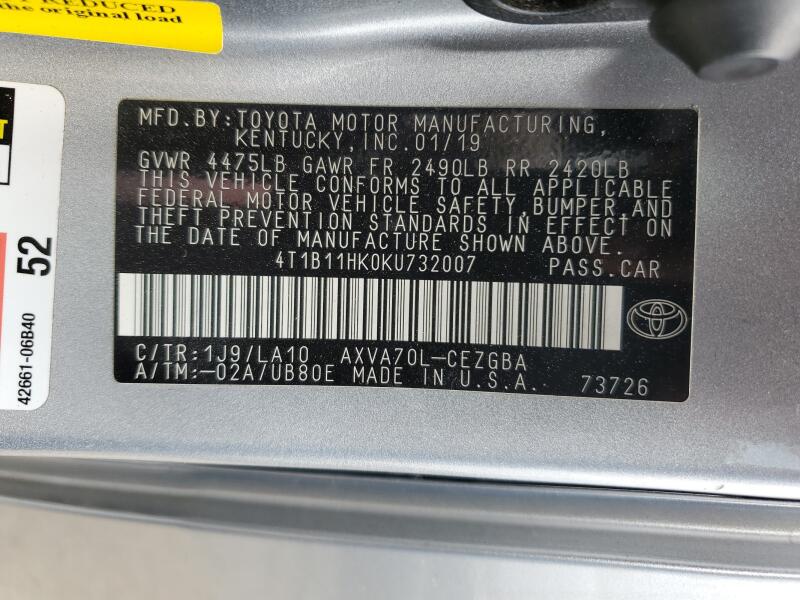 REDUCED
the original load
52
42661-06B40
MFD.BY:TOYOTA MOTOR MANUFACTURING,
KENTUCKY,INC.01/19
GVWR 4475LB GAWR FR 2490LB RR 2420LB
THIS VEHICLE CONFORMS TO ALL APPLICABLE
FEDERAL MOTOR VEHICLE SAFETY,BUMPER,AND
THEFT PREVENTION STANDARDS IN EFFECT ON
THE DATE OF MANUFACTURE SHOWN ABOVE.
4T1B11HK0KU732007 PASS.CAR
C/TR:1J9/LA10 AXVA70L-CEZGBA
A/TM:-02A/UB80E MADE IN U.S.A. 73726